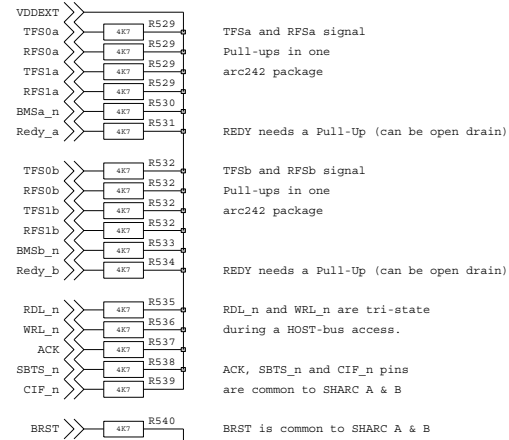 VDDEXT
TFS0a 4K7 R529 TFSa and RFSa signal
RFS0a 4K7 R529 Pull-ups in one
TFS1a 4K7 R529 arc242 package
RFS1a 4K7 R529
BMSa_n 4K7 R530
Redy_a 4K7 R531 REDY needs a Pull-Up (can be open drain)
TFS0b 4K7 R532 TFSb and RFSb signal
RFS0b 4K7 R532 Pull-ups in one
TFS1b 4K7 R532 arc242 package
RFS1b 4K7 R532
BMSb_n 4K7 R533
Redy_b 4K7 R534 REDY needs a Pull-Up (can be open drain)
RDL_n 4K7 R535 RDL_n and WRL_n are tri-state
WRL_n 4K7 R536 during a HOST-bus access.
ACK 4K7 R537
SBTS_n 4K7 R538 ACK, SBTS_n and CIF_n pins
CIF_n 4K7 R539 are common to SHARC A & B
BRST 4K7 R540 BRST is common to SHARC A & B